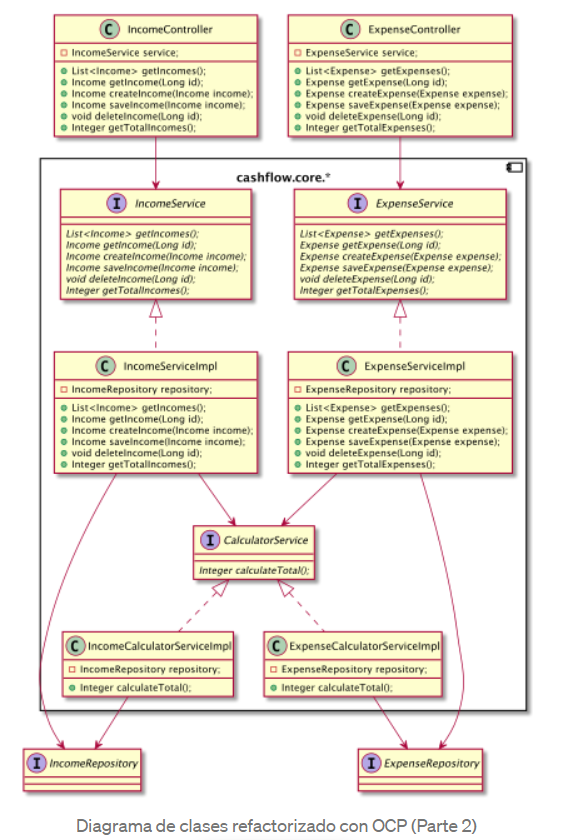 C IncomeController
IncomeService service;
List<Income> getIncomes();
Income getIncome(Long id);
Income createIncome(Income income);
Income saveIncome(Income income);
void deleteIncome(Long id);
Integer getTotalIncomes();
C ExpenseController
ExpenseService service;
List<Expense> getExpenses();
Expense getExpense(Long id);
Expense createExpense(Expense expense);
Expense saveExpense(Expense expense);
void deleteExpense(Long id);
Integer getTotalExpenses();
cashflow.core.*
I IncomeService
List<Income> getIncomes();
Income getIncome(Long id);
Income createIncome(Income income);
Income saveIncome(Income income);
void deleteIncome(Long id);
Integer getTotalIncomes();
I ExpenseService
List<Expense> getExpenses();
Expense getExpense(Long id);
Expense createExpense(Expense expense);
Expense saveExpense(Expense expense);
void deleteExpense(Long id);
Integer getTotalExpenses();
C IncomeServiceImpl
IncomeRepository repository;
List<Income> getIncomes();
Income getIncome(Long id);
Income createIncome(Income income);
Income saveIncome(Income income);
void deleteIncome(Long id);
Integer getTotalIncomes();
C ExpenseServiceImpl
ExpenseRepository repository;
List<Expense> getExpenses();
Expense getExpense(Long id);
Expense createExpense(Expense expense);
Expense saveExpense(Expense expense);
void deleteExpense(Long id);
Integer getTotalExpenses();
I CalculatorService
Integer calculateTotal();
C IncomeCalculatorServiceImpl
IncomeRepository repository;
Integer calculateTotal();
C ExpenseCalculatorServiceImpl
ExpenseRepository repository;
Integer calculateTotal();
I IncomeRepository
I ExpenseRepository
Diagrama de clases refactorizado con OCP (Parte 2)